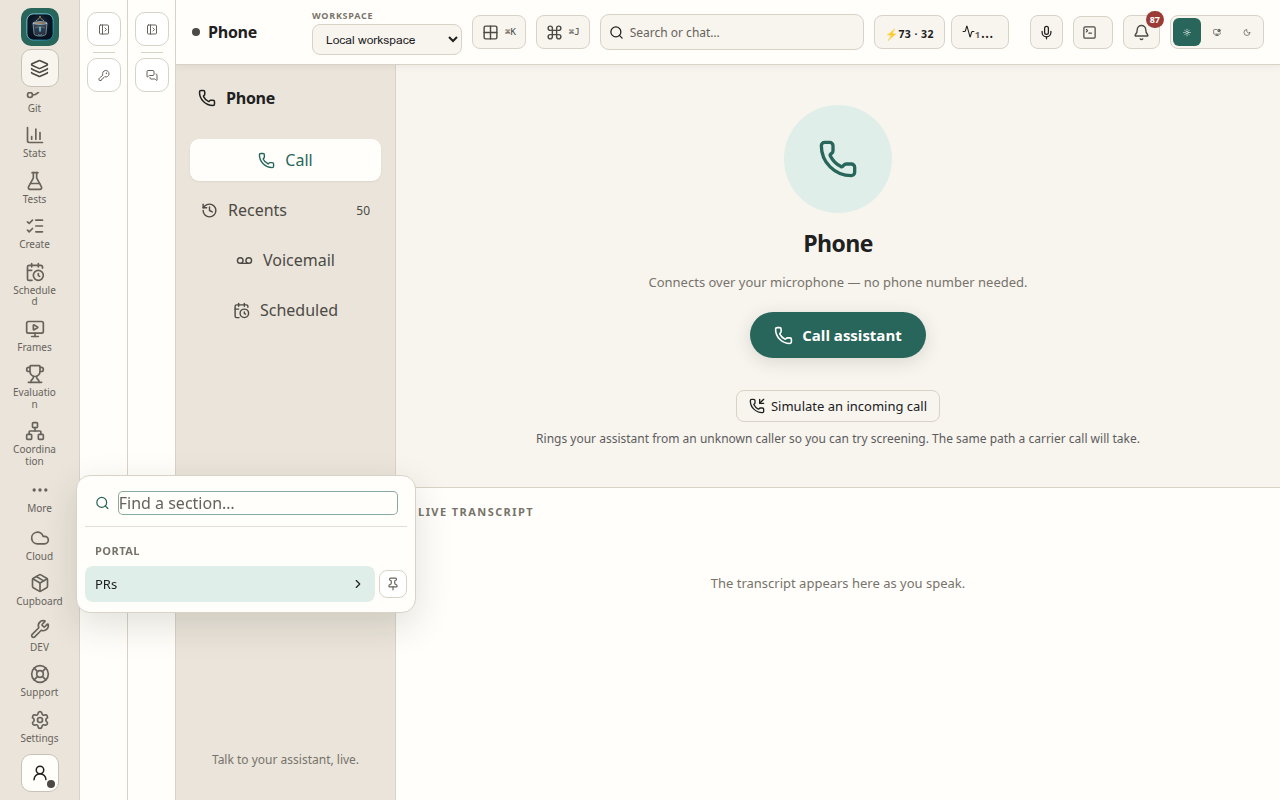 Git
Stats
Tests
Create
Schedule
d
Frames
Evaluatio
n
Coordina
tion
More
Cloud
Cupboard
DEV
Support
Settings
Phone
WORKSPACE
Local workspace
⌘K
⌘J
Search or chat...
⚡73 · 32
1...
87
Phone
Call
Recents
50
Voicemail
Scheduled
Talk to your assistant, live.
Find a section...
PORTAL
PRs
Phone
Connects over your microphone — no phone number needed.
Call assistant
Simulate an incoming call
Rings your assistant from an unknown caller so you can try screening. The same path a carrier call will take.
LIVE TRANSCRIPT
The transcript appears here as you speak.